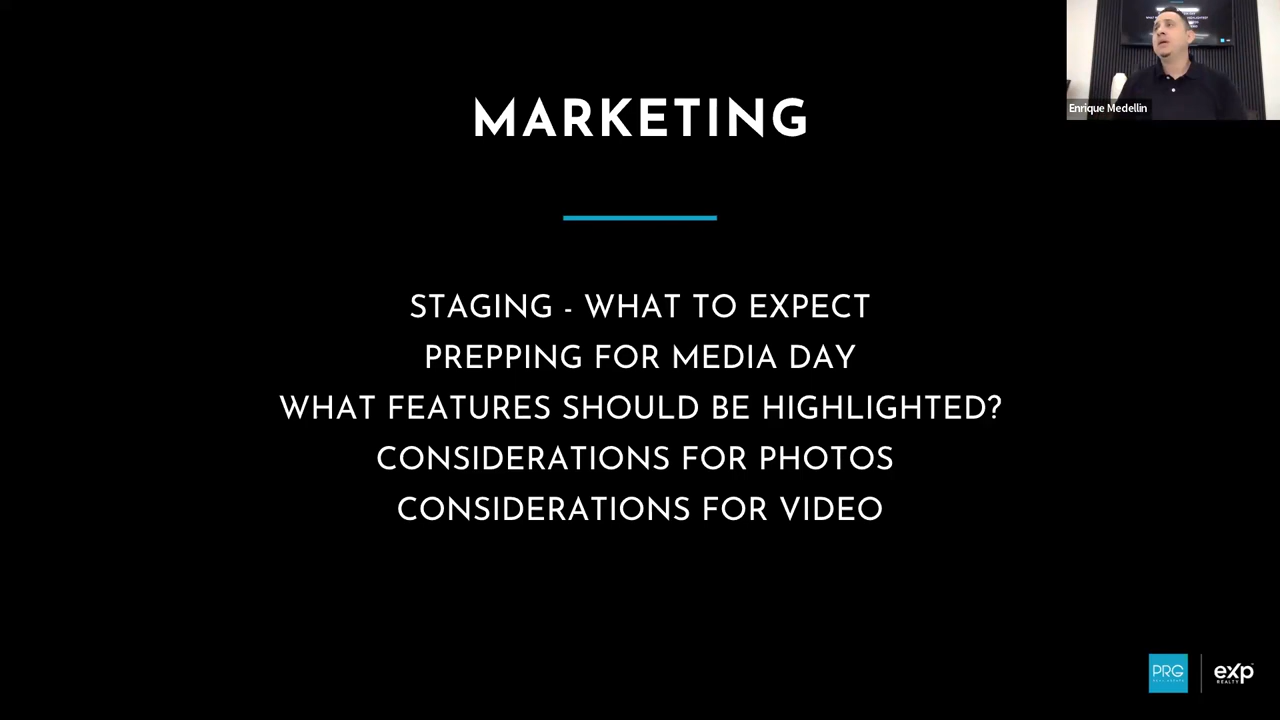 MARKETING
STAGING - WHAT TO EXPECT
PREPPING FOR MEDIA DAY
WHAT FEATURES SHOULD BE HIGHLIGHTED?
CONSIDERATIONS FOR PHOTOS
CONSIDERATIONS FOR VIDEO
Enrique Medellin
PRG
eXp
REALTY